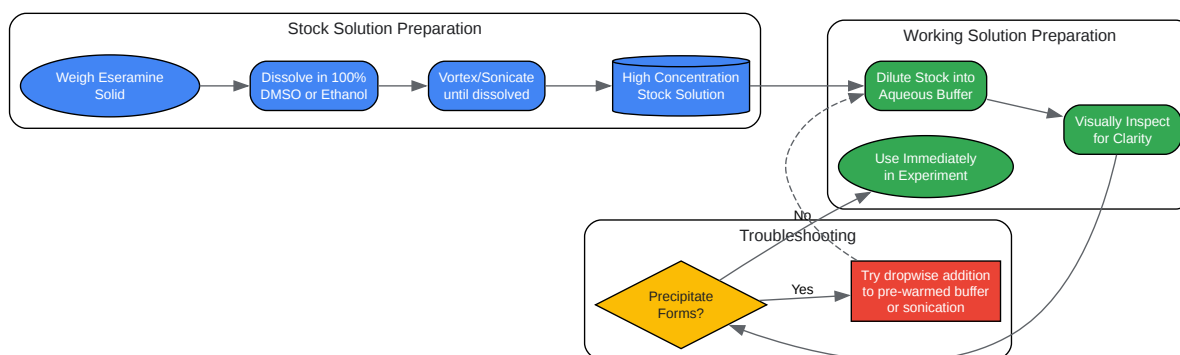 Stock Solution Preparation
Weigh Eseramine
Solid
Dissolve in 100%
DMSO or Ethanol
Vortex/Sonicate
until dissolved
High Concentration
Stock Solution
Working Solution Preparation
Dilute Stock into
Aqueous Buffer
Visually Inspect
for Clarity
Use Immediately
in Experiment
No
Troubleshooting
Precipitate
Forms?
Yes
Try dropwise addition
to pre-warmed buffer
or sonication